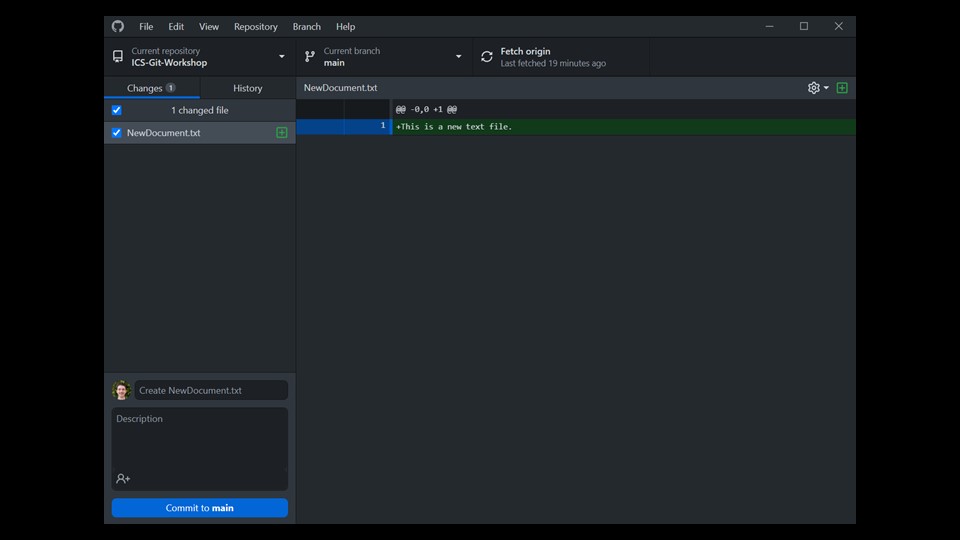 File Edit View Repository Branch Help
Current repository
ICS-Git-Workshop
Current branch
main
Fetch origin
Last fetched 19 minutes ago
Changes 1 History
NewDocument.txt
1 changed file
@@ -0,0 +1 @@
NewDocument.txt
1 +This is a new text file.
Create NewDocument.txt
Description
Commit to main